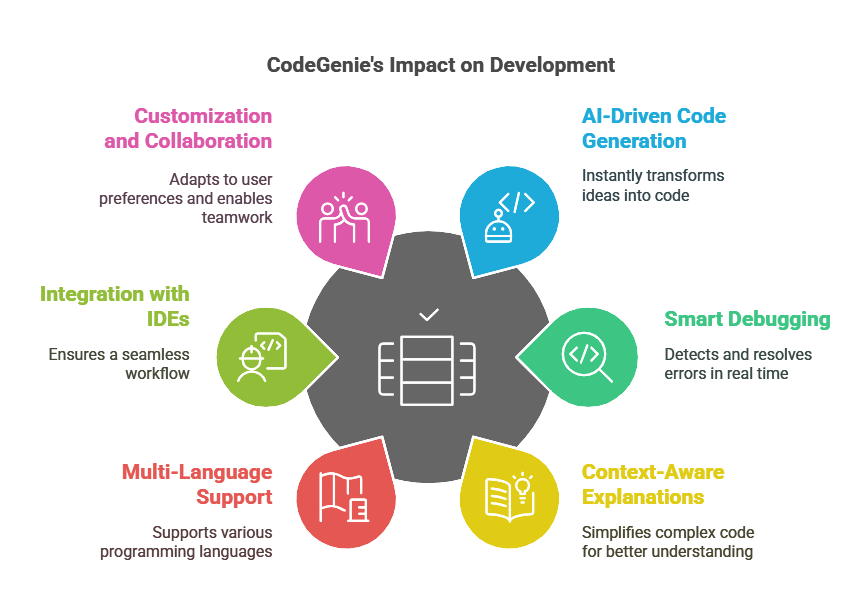 CodeGenie's Impact on Development
Customization
and Collaboration
Adapts to user
preferences and enables
teamwork
AI-Driven Code
Generation
Instantly transforms
ideas into code
Integration with
IDEs
Ensures a seamless
workflow
Smart Debugging
Detects and resolves
errors in real time
Multi-Language
Support
Supports various
programming languages
Context-Aware
Explanations
Simplifies complex code
for better understanding